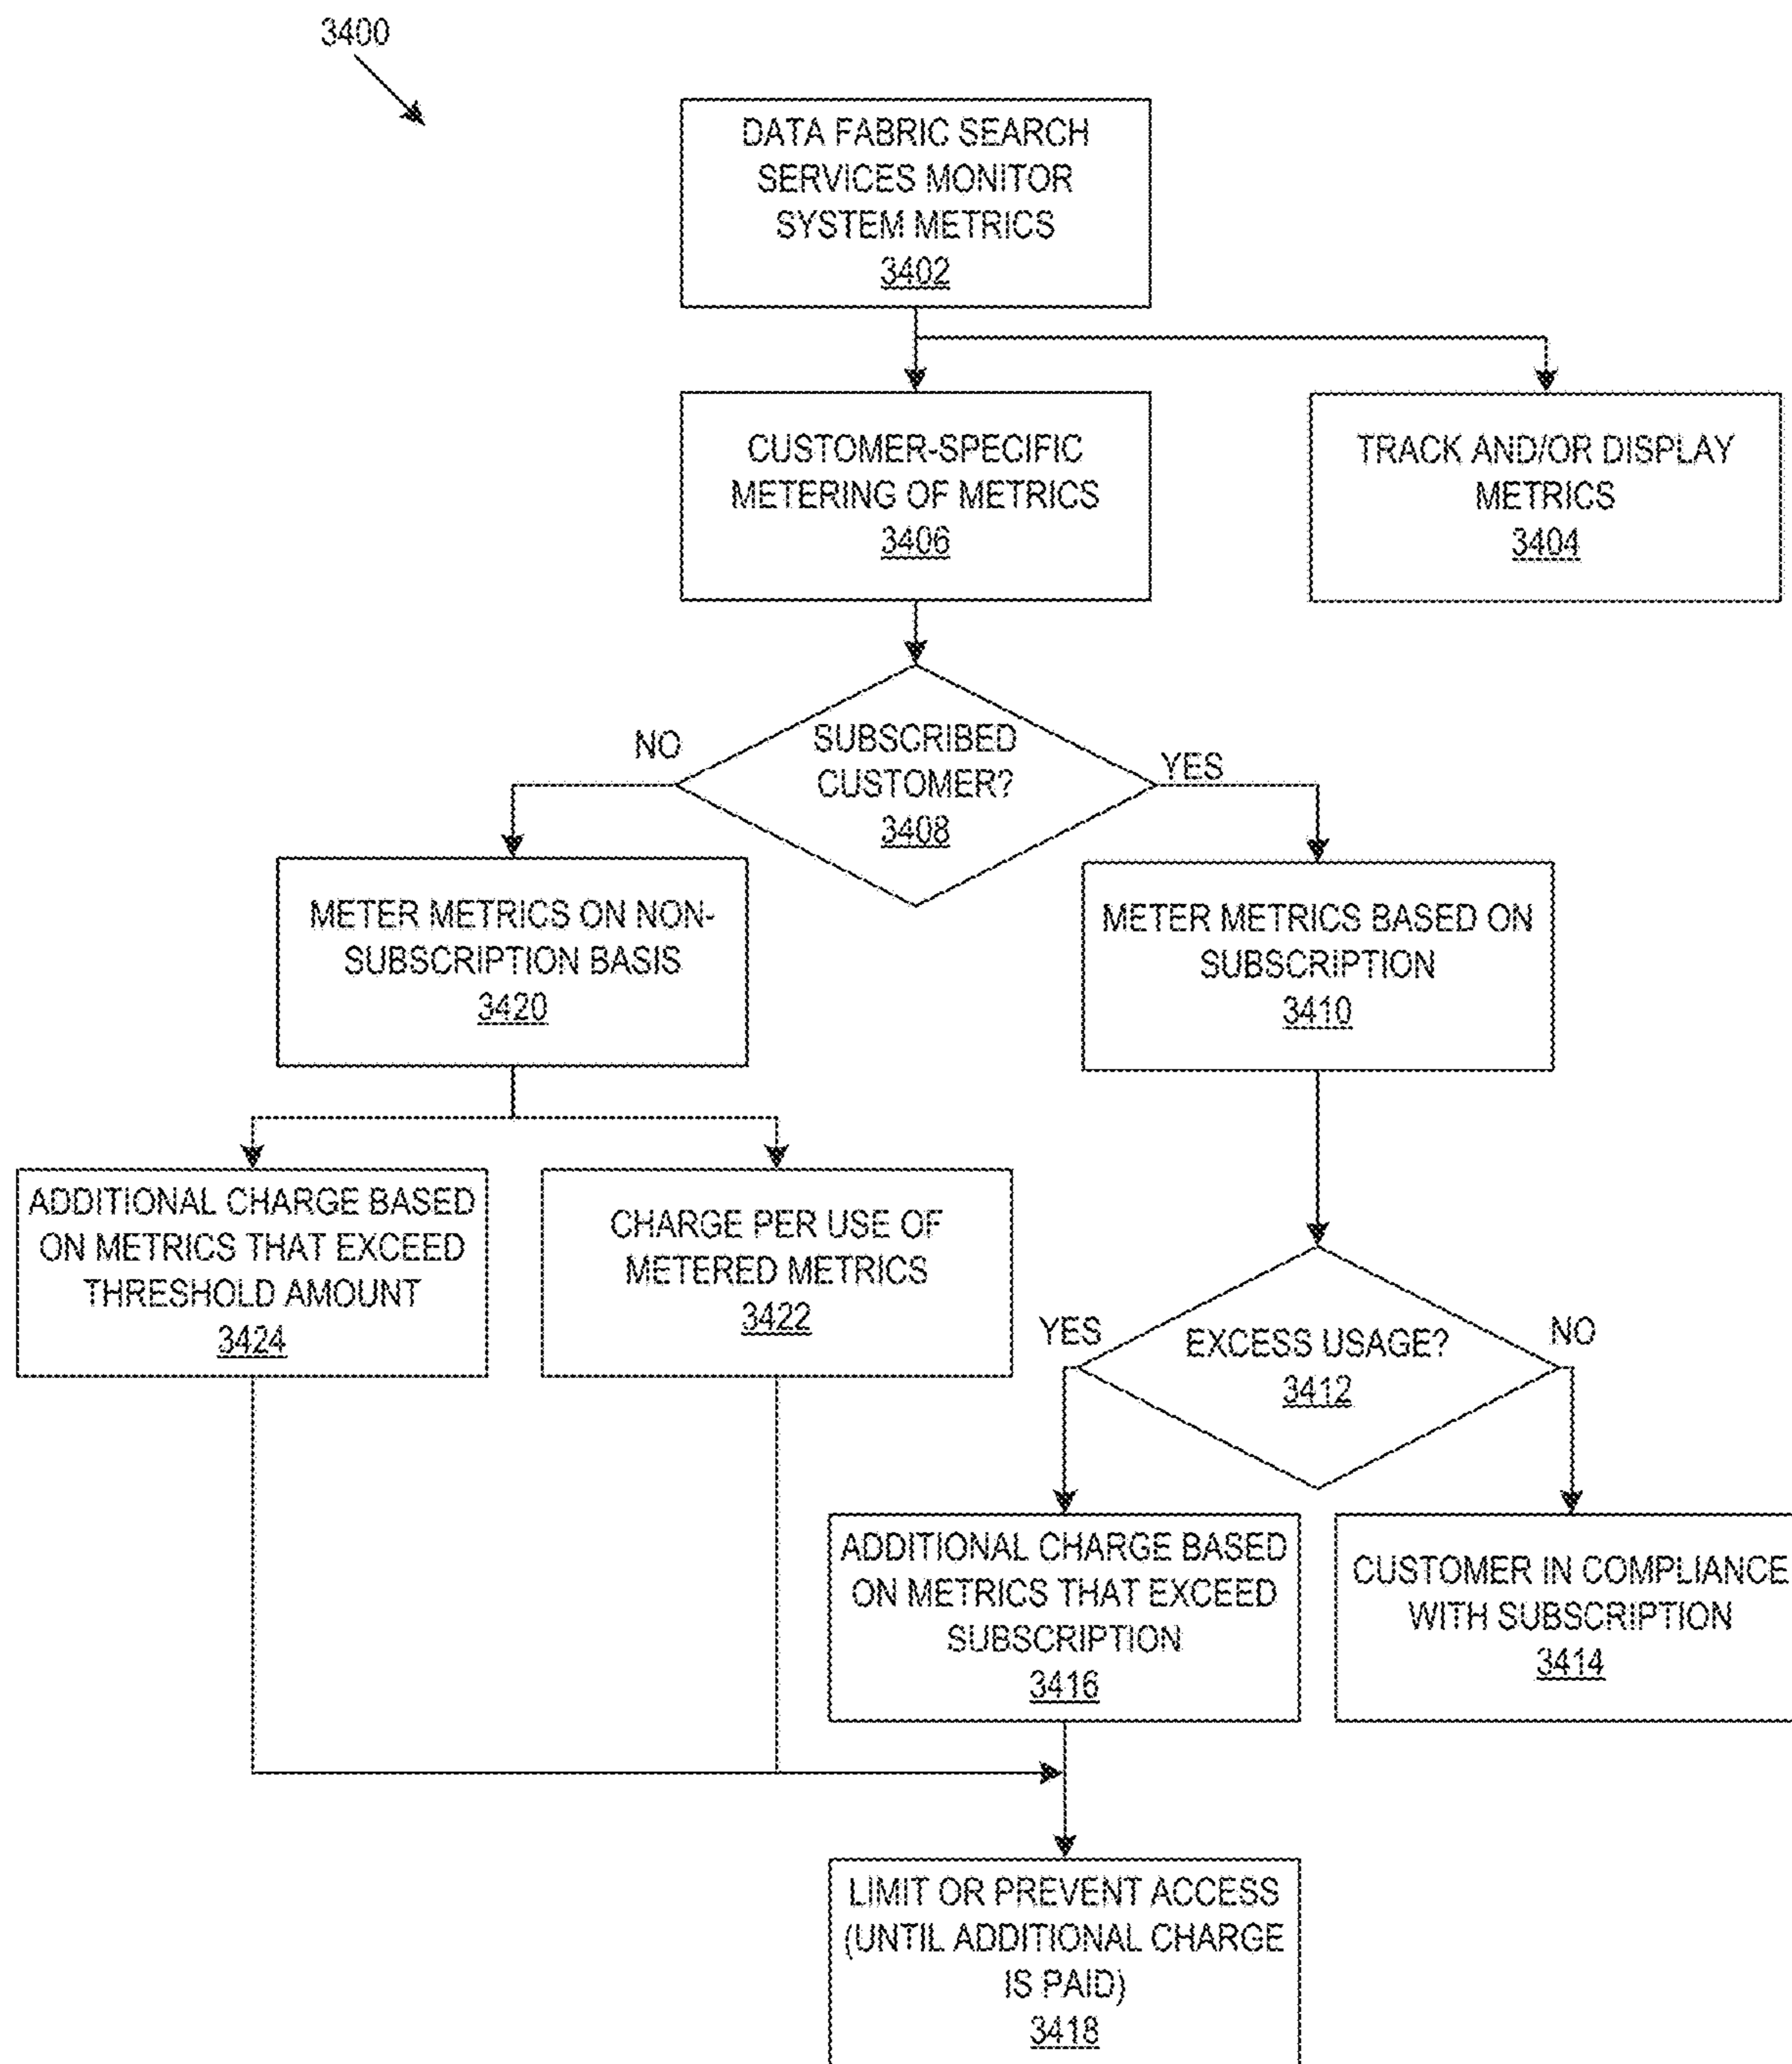 3400
DATA FABRIC SEARCH
SERVICES MONITOR
SYSTEM METRICS
3402
CUSTOMER-SPECIFIC
METERING OF METRICS
3406
TRACK AND/OR DISPLAY
METRICS
3404
SUBSCRIBED
CUSTOMER?
3408
NO
YES
METER METRICS ON NON-
SUBSCRIPTION BASIS
3420
METER METRICS BASED ON
SUBSCRIPTION
3410
ADDITIONAL CHARGE BASED
ON METRICS THAT EXCEED
THRESHOLD AMOUNT
3424
CHARGE PER USE OF
METERED METRICS
3422
YES
EXCESS USAGE?
3412
NO
ADDITIONAL CHARGE BASED
ON METRICS THAT EXCEED
SUBSCRIPTION
3416
CUSTOMER IN COMPLIANCE
WITH SUBSCRIPTION
3414
LIMIT OR PREVENT ACCESS
(UNTIL ADDITIONAL CHARGE
IS PAID)
3418